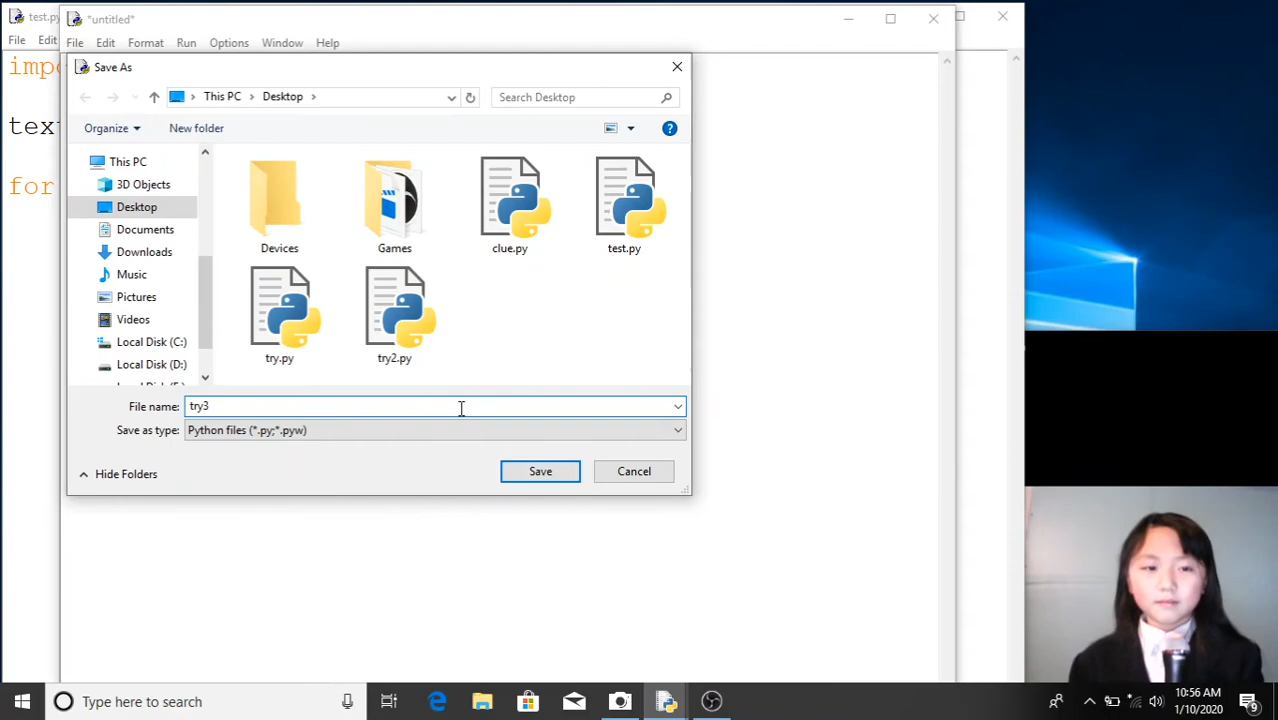 test.py
*untitled*
File Edit
File Edit Format Run Options Window Help
impo
text
for
Save As
This PC > Desktop >
Search Desktop
Organize
New folder
This PC
3D Objects
Desktop
Documents
Downloads
Music
Pictures
Videos
Local Disk (C:)
Local Disk (D:)
Devices
Games
clue.py
test.py
try.py
try2.py
File name: try3
Save as type: Python files (*.py;*.pyw)
Hide Folders
Save
Cancel
Type here to search
10:56 AM
1/10/2020
9